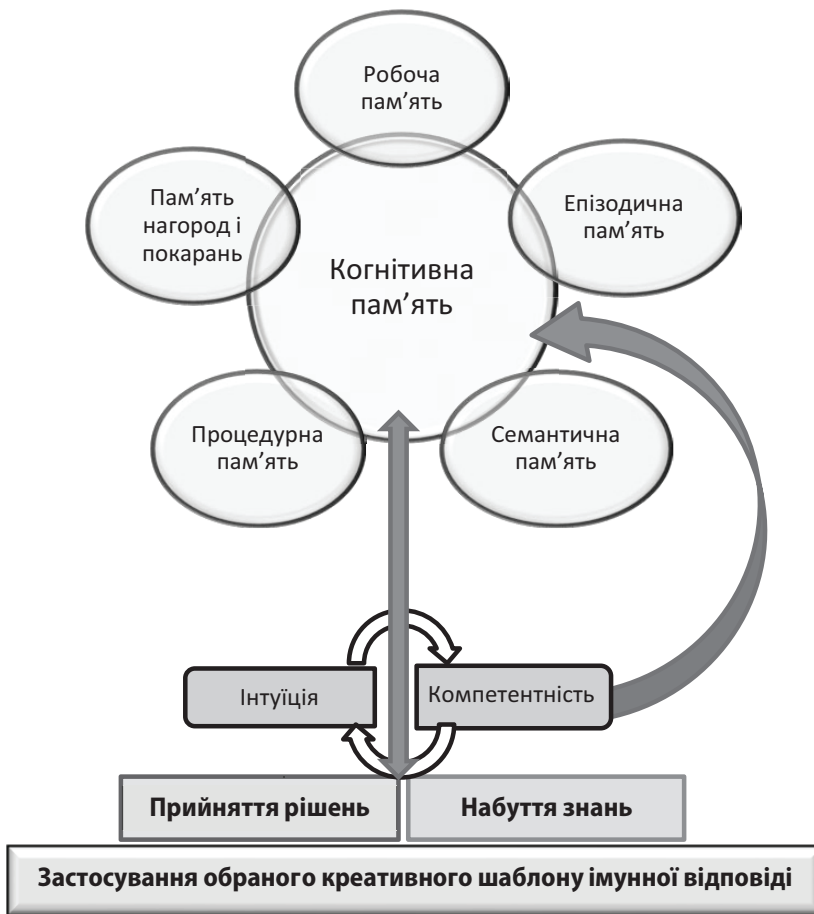 Робоча
пам’ять
Пам’ять
нагород і
покарань
Епізодична
пам’ять
Когнітивна
пам’ять
Процедурна
пам’ять
Семантична
пам’ять
Інтуїція
Компетентність
Прийняття рішень
Набуття знань
Застосування обраного креативного шаблону імунної відповіді